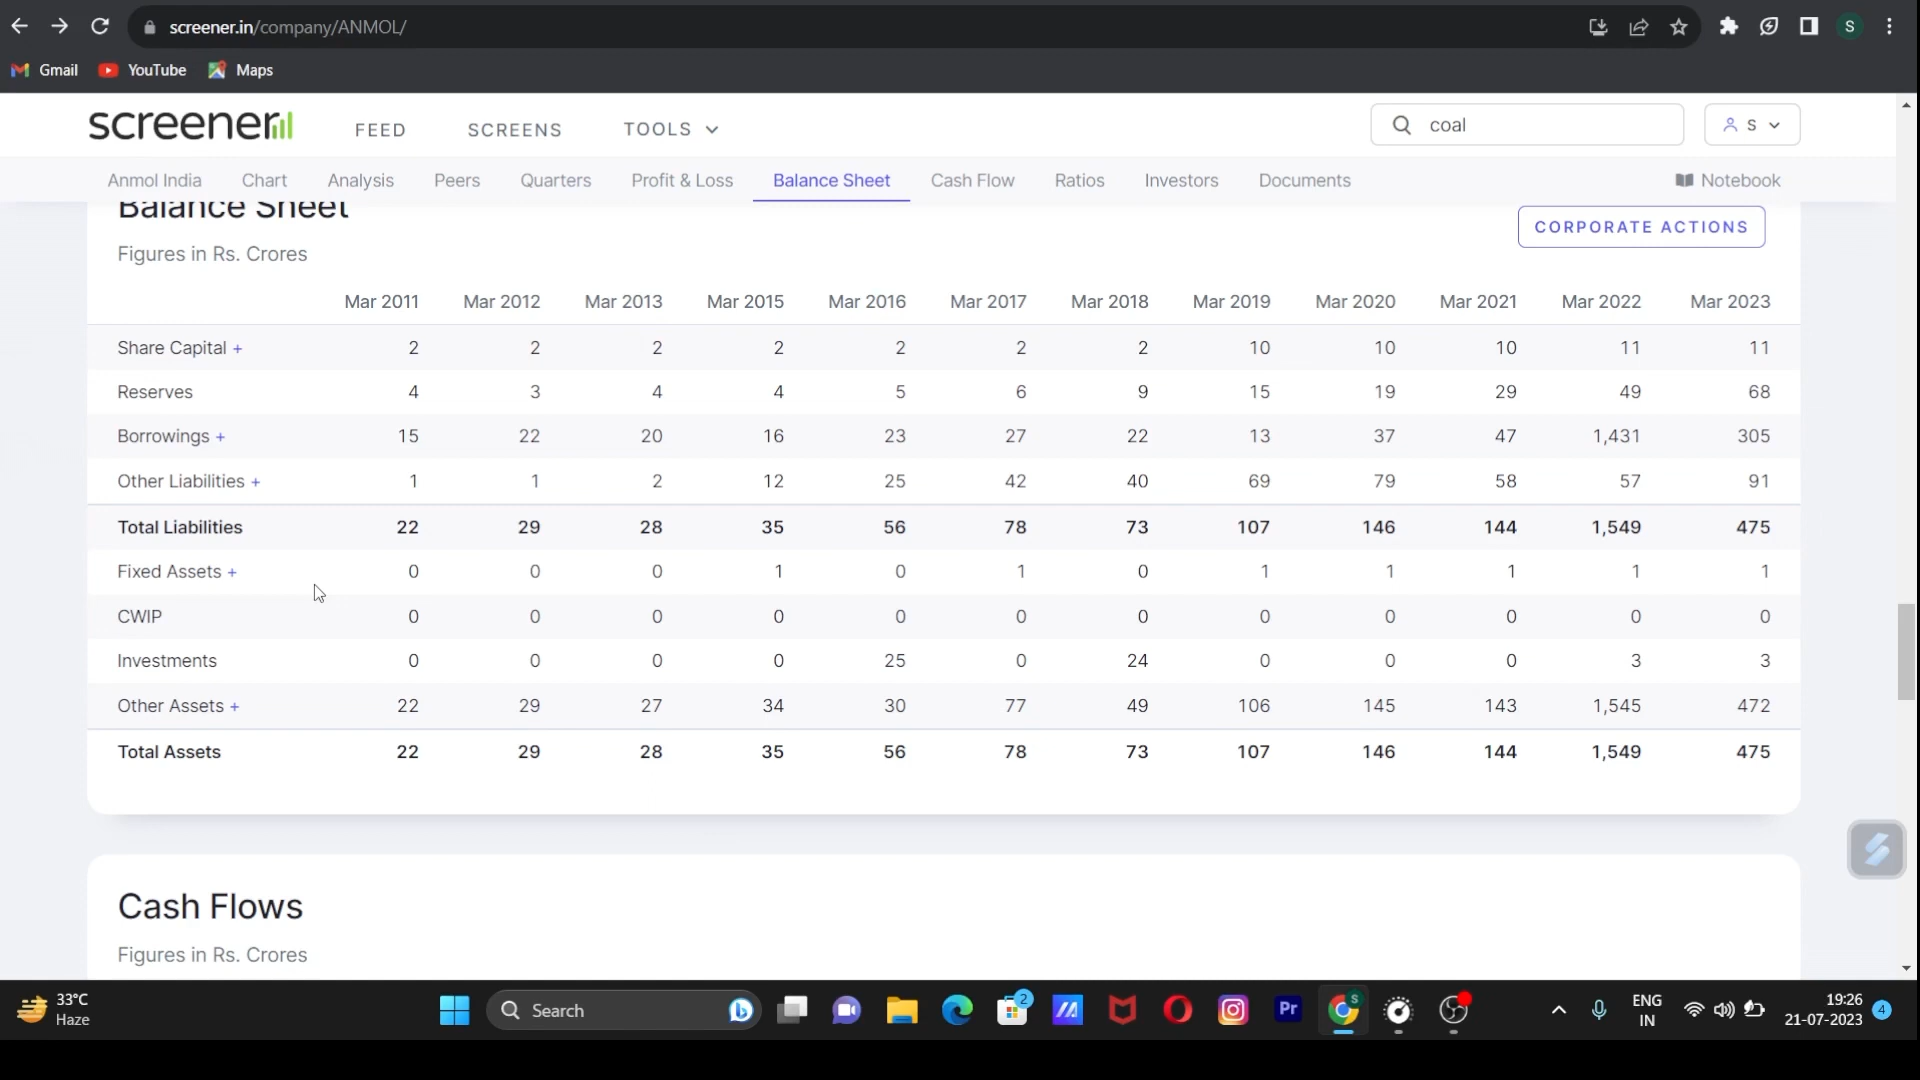 screener.in/company/ANMOL/
S
Gmail YouTube Maps
screener FEED SCREENS TOOLS coal S
Anmol India Chart Analysis Peers Quarters Profit & Loss Balance Sheet Cash Flow Ratios Investors Documents Notebook
Balance Sheet
CORPORATE ACTIONS
Figures in Rs. Crores
Mar 2011 Mar 2012 Mar 2013 Mar 2015 Mar 2016 Mar 2017 Mar 2018 Mar 2019 Mar 2020 Mar 2021 Mar 2022 Mar 2023
Share Capital + 2 2 2 2 2 2 2 10 10 10 11 11
Reserves 4 3 4 4 5 6 9 15 19 29 49 68
Borrowings + 15 22 20 16 23 27 22 13 37 47 1,431 305
Other Liabilities + 1 1 2 12 25 42 40 69 79 58 57 91
Total Liabilities 22 29 28 35 56 78 73 107 146 144 1,549 475
Fixed Assets + 0 0 0 1 0 1 0 1 1 1 1 1
CWIP 0 0 0 0 0 0 0 0 0 0 0 0
Investments 0 0 0 0 25 0 24 0 0 0 3 3
Other Assets + 22 29 27 34 30 77 49 106 145 143 1,545 472
Total Assets 22 29 28 35 56 78 73 107 146 144 1,549 475
Cash Flows
Figures in Rs. Crores
33°C
Haze
Search
2
Pr
S
ENG
IN
19:26
21-07-2023
4